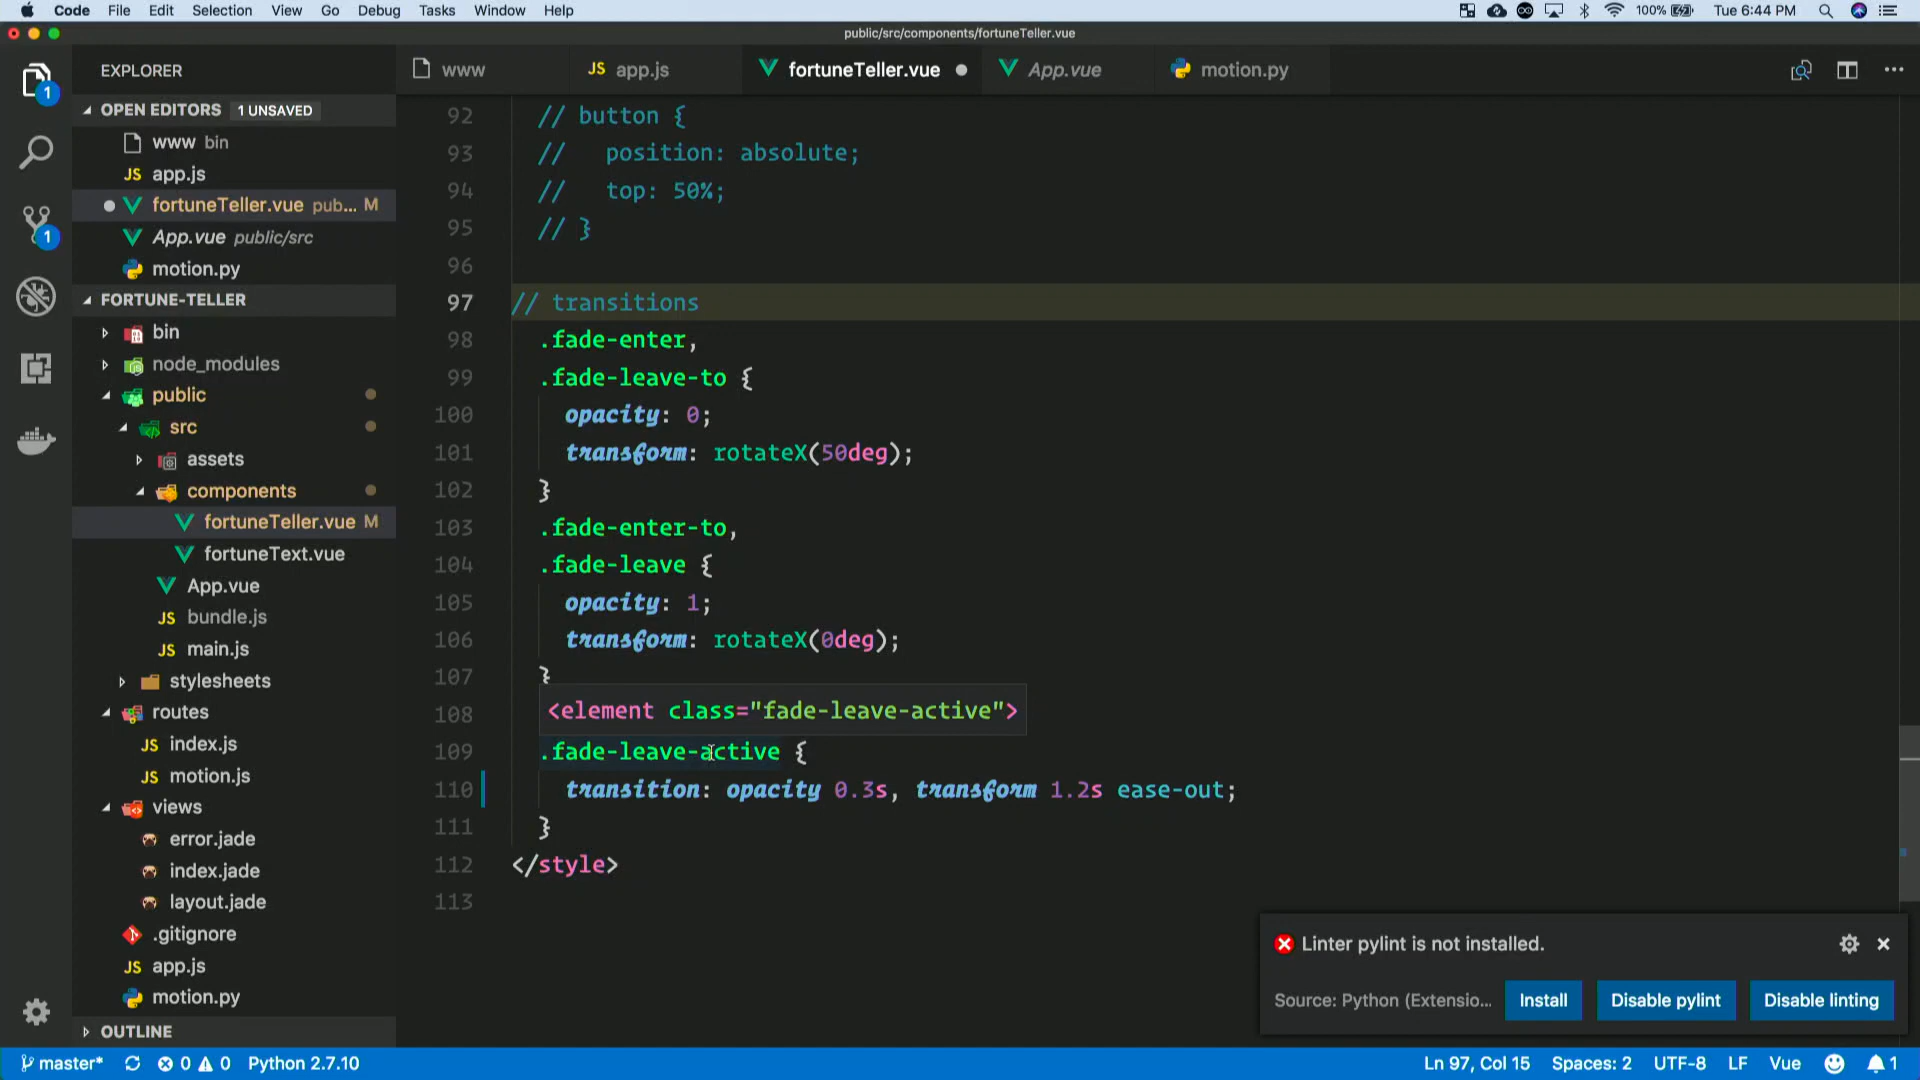 Code File Edit Selection View Go Debug Tasks Window Help
100% Tue 6:44 PM
public/src/components/fortuneTeller.vue
EXPLORER
www
JS app.js
fortuneTeller.vue
App.vue
motion.py
1
OPEN EDITORS 1 UNSAVED
www bin
JS app.js
fortuneTeller.vue pub... M
App.vue public/src
motion.py
1
FORTUNE-TELLER
bin
node_modules
public
src
assets
components
fortuneTeller.vue M
fortuneText.vue
App.vue
JS bundle.js
JS main.js
stylesheets
routes
JS index.js
JS motion.js
views
error.jade
index.jade
layout.jade
.gitignore
JS app.js
motion.py
OUTLINE
92 // button {
93 //   position: absolute;
94 //   top: 50%;
95 // }
96
97 // transitions
98 .fade-enter,
99 .fade-leave-to {
100 opacity: 0;
101 transform: rotateX(50deg);
102 }
103 .fade-enter-to,
104 .fade-leave {
105 opacity: 1;
106 transform: rotateX(0deg);
107 }
108 <element class="fade-leave-active">
109 .fade-leave-active {
110 transition: opacity 0.3s, transform 1.2s ease-out;
111 }
112 </style>
113
Linter pylint is not installed.
Source: Python (Extensio...
Install
Disable pylint
Disable linting
master* 0 0 Python 2.7.10
Ln 97, Col 15 Spaces: 2 UTF-8 LF Vue 1